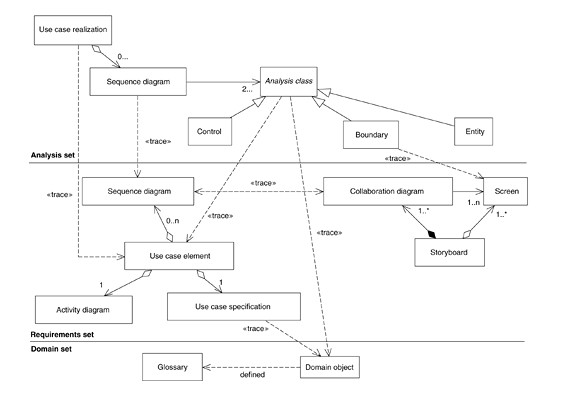 Use case realization
0...
Sequence diagram
2...
Analysis class
Control
Boundary
Entity
«trace»
«trace»
Analysis set
«trace»
Sequence diagram
«trace»
Collaboration diagram
1..n
Screen
0..n
«trace»
1..*
1..*
«trace»
Use case element
Storyboard
1
1
Activity diagram
Use case specification
«trace»
Requirements set
Domain set
Glossary
defined
Domain object